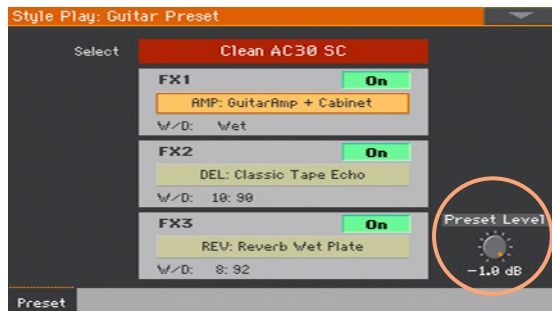 Style Play: Guitar Preset
Select
Clean AC30 SC
FX1
On
AMP: GuitarAmp + Cabinet
W/D: Wet
FX2
On
DEL: Classic Tape Echo
W/D: 10:90
FX3
On
REV: Reverb Wet Plate
W/D: 8:92
Preset Level
-1.0 dB
Preset